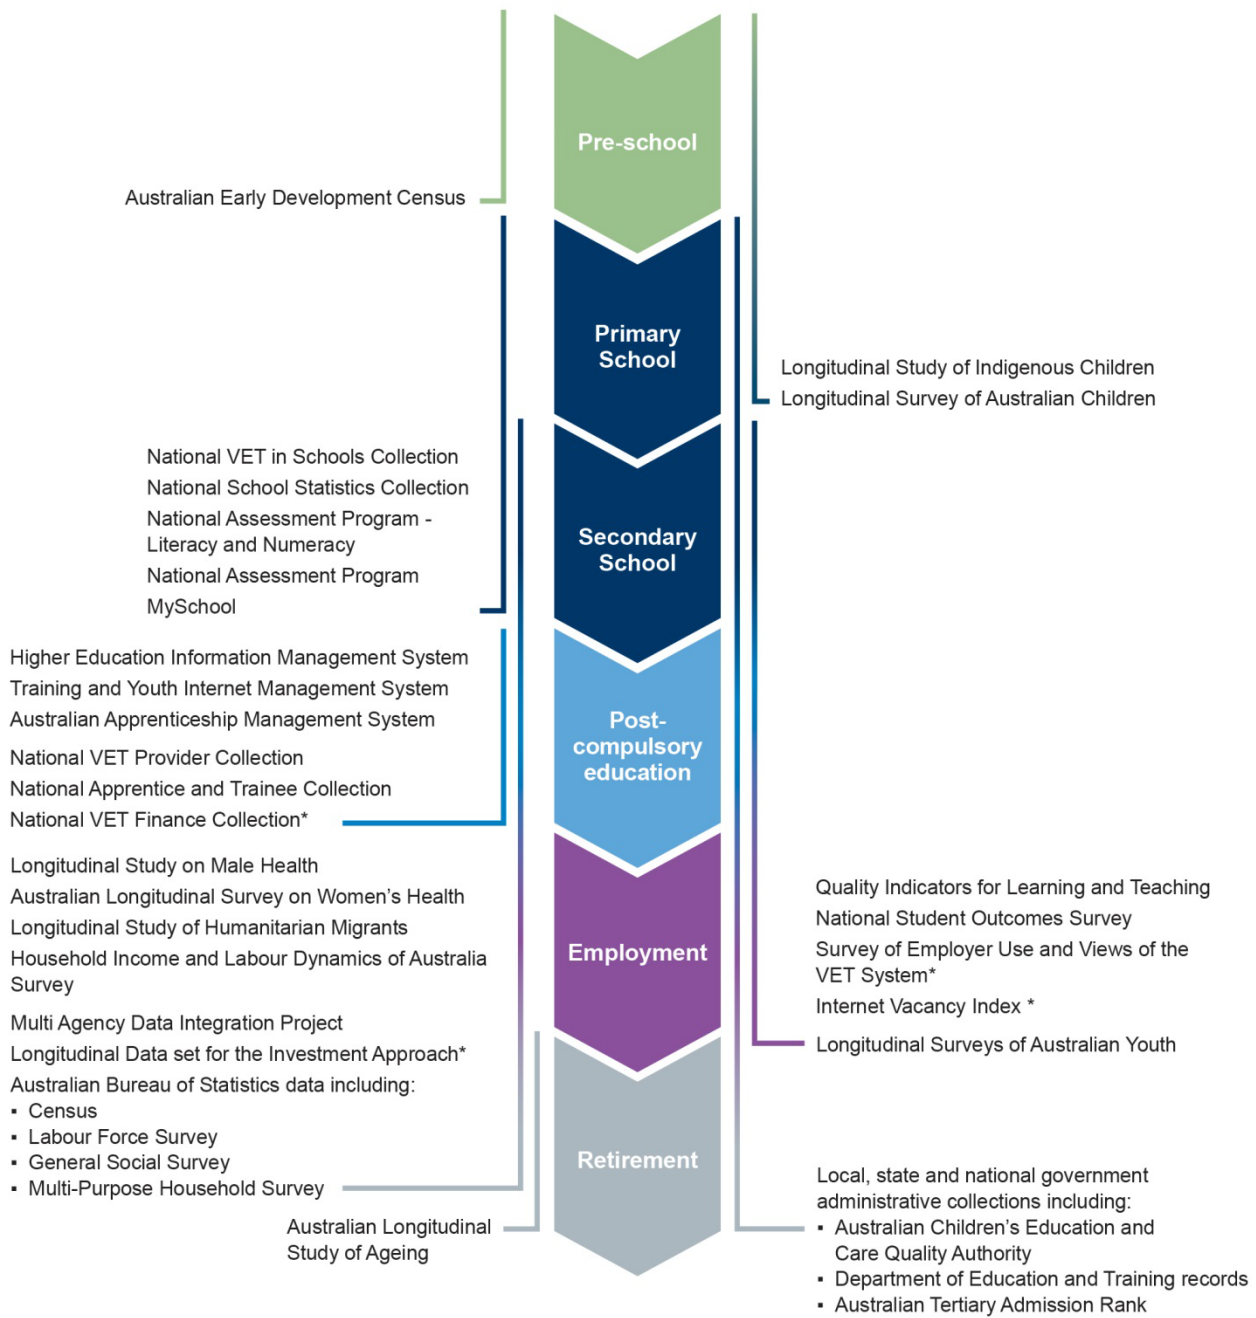 Pre-school
Australian Early Development Census
Primary
School
Longitudinal Study of Indigenous Children
Longitudinal Survey of Australian Children
National VET in Schools Collection
National School Statistics Collection
National Assessment Program -
Literacy and Numeracy
National Assessment Program
MySchool
Secondary
School
Higher Education Information Management System
Training and Youth Internet Management System
Australian Apprenticeship Management System
National VET Provider Collection
National Apprentice and Trainee Collection
National VET Finance Collection*
Post-
compulsory
education
Longitudinal Study on Male Health
Australian Longitudinal Survey on Women’s Health
Longitudinal Study of Humanitarian Migrants
Household Income and Labour Dynamics of Australia
Survey
Multi Agency Data Integration Project
Longitudinal Data set for the Investment Approach*
Australian Bureau of Statistics data including:
▪ Census
▪ Labour Force Survey
▪ General Social Survey
▪ Multi-Purpose Household Survey
Employment
Quality Indicators for Learning and Teaching
National Student Outcomes Survey
Survey of Employer Use and Views of the
VET System*
Internet Vacancy Index *
Longitudinal Surveys of Australian Youth
Retirement
Australian Longitudinal
Study of Ageing
Local, state and national government
administrative collections including:
▪ Australian Children’s Education and
Care Quality Authority
▪ Department of Education and Training records
▪ Australian Tertiary Admission Rank